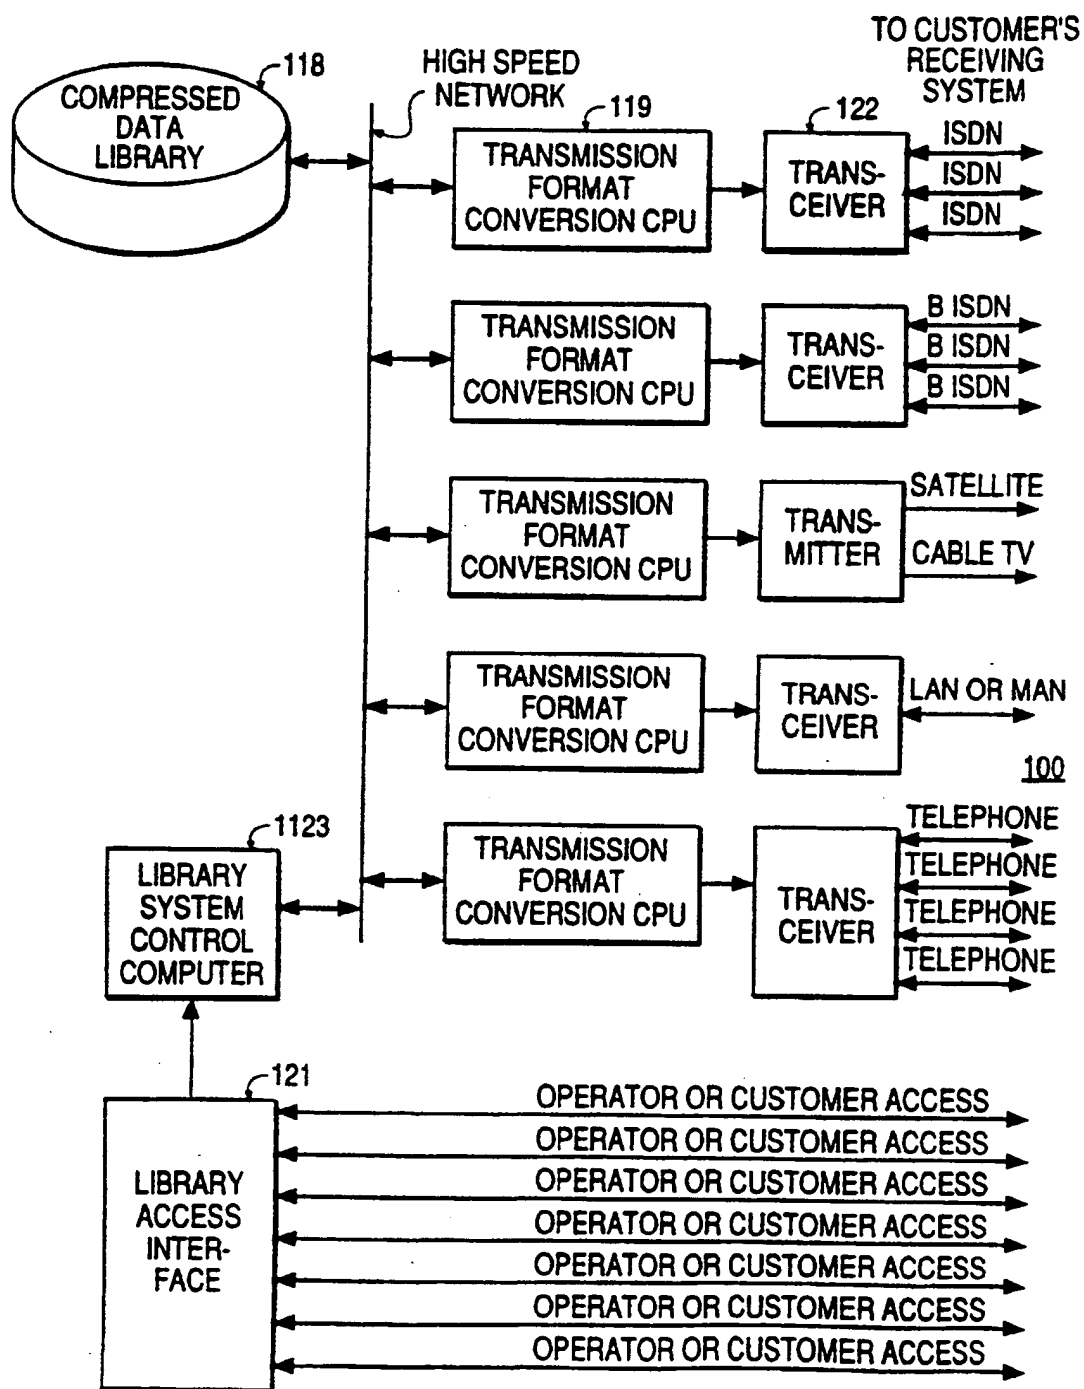 TO CUSTOMER'S
RECEIVING
SYSTEM
118
COMPRESSED
DATA
LIBRARY
HIGH SPEED
NETWORK
119
TRANSMISSION
FORMAT
CONVERSION CPU
122
TRANS-
CEIVER
ISDN
ISDN
ISDN
TRANSMISSION
FORMAT
CONVERSION CPU
TRANS-
CEIVER
B ISDN
B ISDN
B ISDN
TRANSMISSION
FORMAT
CONVERSION CPU
TRANS-
MITTER
SATELLITE
CABLE TV
TRANSMISSION
FORMAT
CONVERSION CPU
TRANS-
CEIVER
LAN OR MAN
100
1123
LIBRARY
SYSTEM
CONTROL
COMPUTER
TRANSMISSION
FORMAT
CONVERSION CPU
TRANS-
CEIVER
TELEPHONE
TELEPHONE
TELEPHONE
TELEPHONE
121
LIBRARY
ACCESS
INTER-
FACE
OPERATOR OR CUSTOMER ACCESS
OPERATOR OR CUSTOMER ACCESS
OPERATOR OR CUSTOMER ACCESS
OPERATOR OR CUSTOMER ACCESS
OPERATOR OR CUSTOMER ACCESS
OPERATOR OR CUSTOMER ACCESS
OPERATOR OR CUSTOMER ACCESS